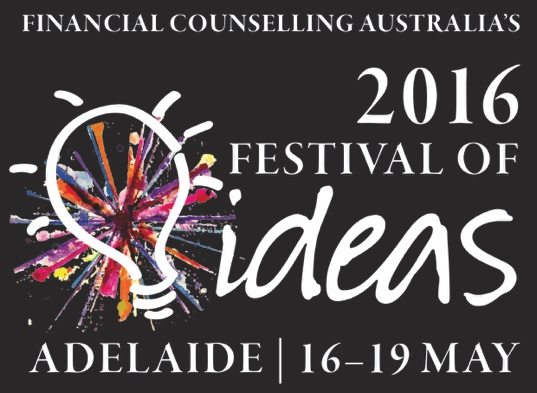 FINANCIAL COUNSELLING AUSTRALIA'S
2016
FESTIVAL OF
ideas
ADELAIDE | 16–19 MAY